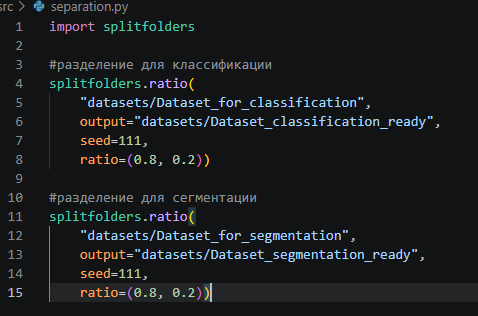 src > separation.py
1 import splitfolders
2
3 #разделение для классификации
4 splitfolders.ratio(
5 "datasets/Dataset_for_classification",
6 output="datasets/Dataset_classification_ready",
7 seed=111,
8 ratio=(0.8, 0.2))
9
10 #разделение для сегментации
11 splitfolders.ratio(
12 "datasets/Dataset_for_segmentation",
13 output="datasets/Dataset_segmentation_ready",
14 seed=111,
15 ratio=(0.8, 0.2))